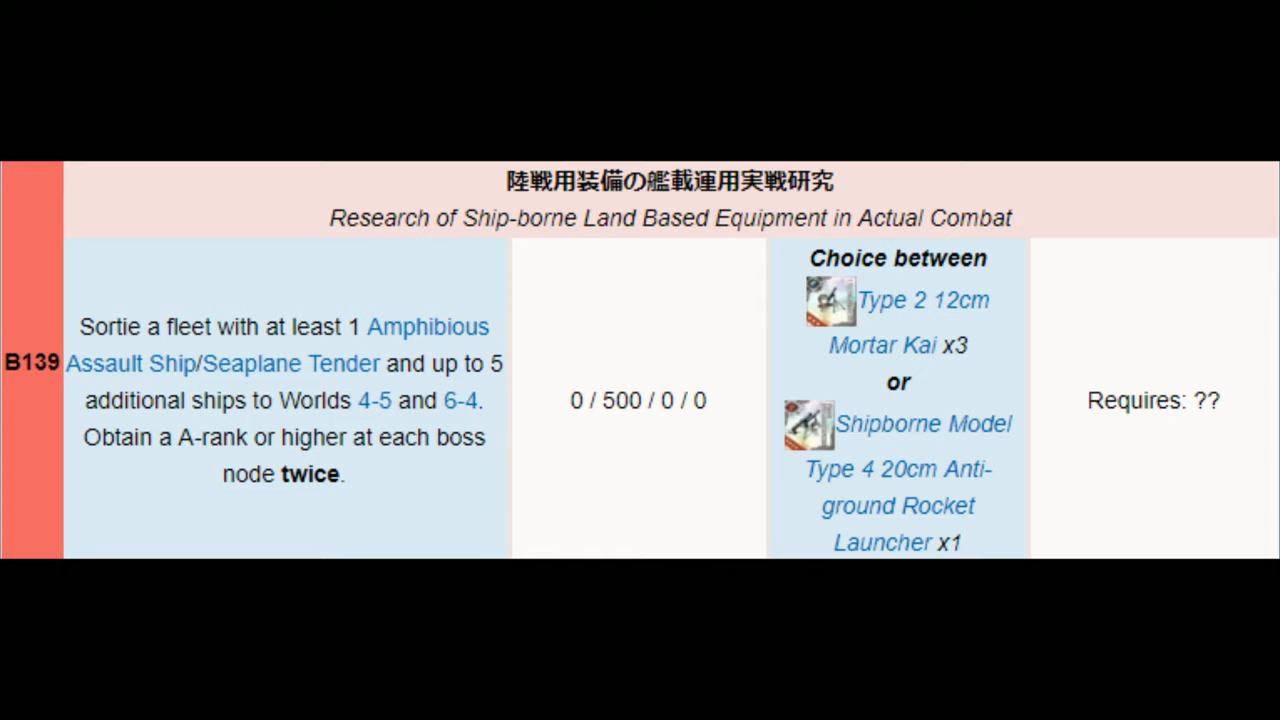 陸戦用装備の艦載運用実戦研究
Research of Ship-borne Land Based Equipment in Actual Combat
B139
Sortie a fleet with at least 1 Amphibious
Assault Ship/Seaplane Tender and up to 5
additional ships to Worlds 4-5 and 6-4.
Obtain a A-rank or higher at each boss
node twice.
0 / 500 / 0 / 0
Choice between
Type 2 12cm
Mortar Kai x3
or
Shipborne Model
Type 4 20cm Anti-
ground Rocket
Launcher x1
Requires: ??